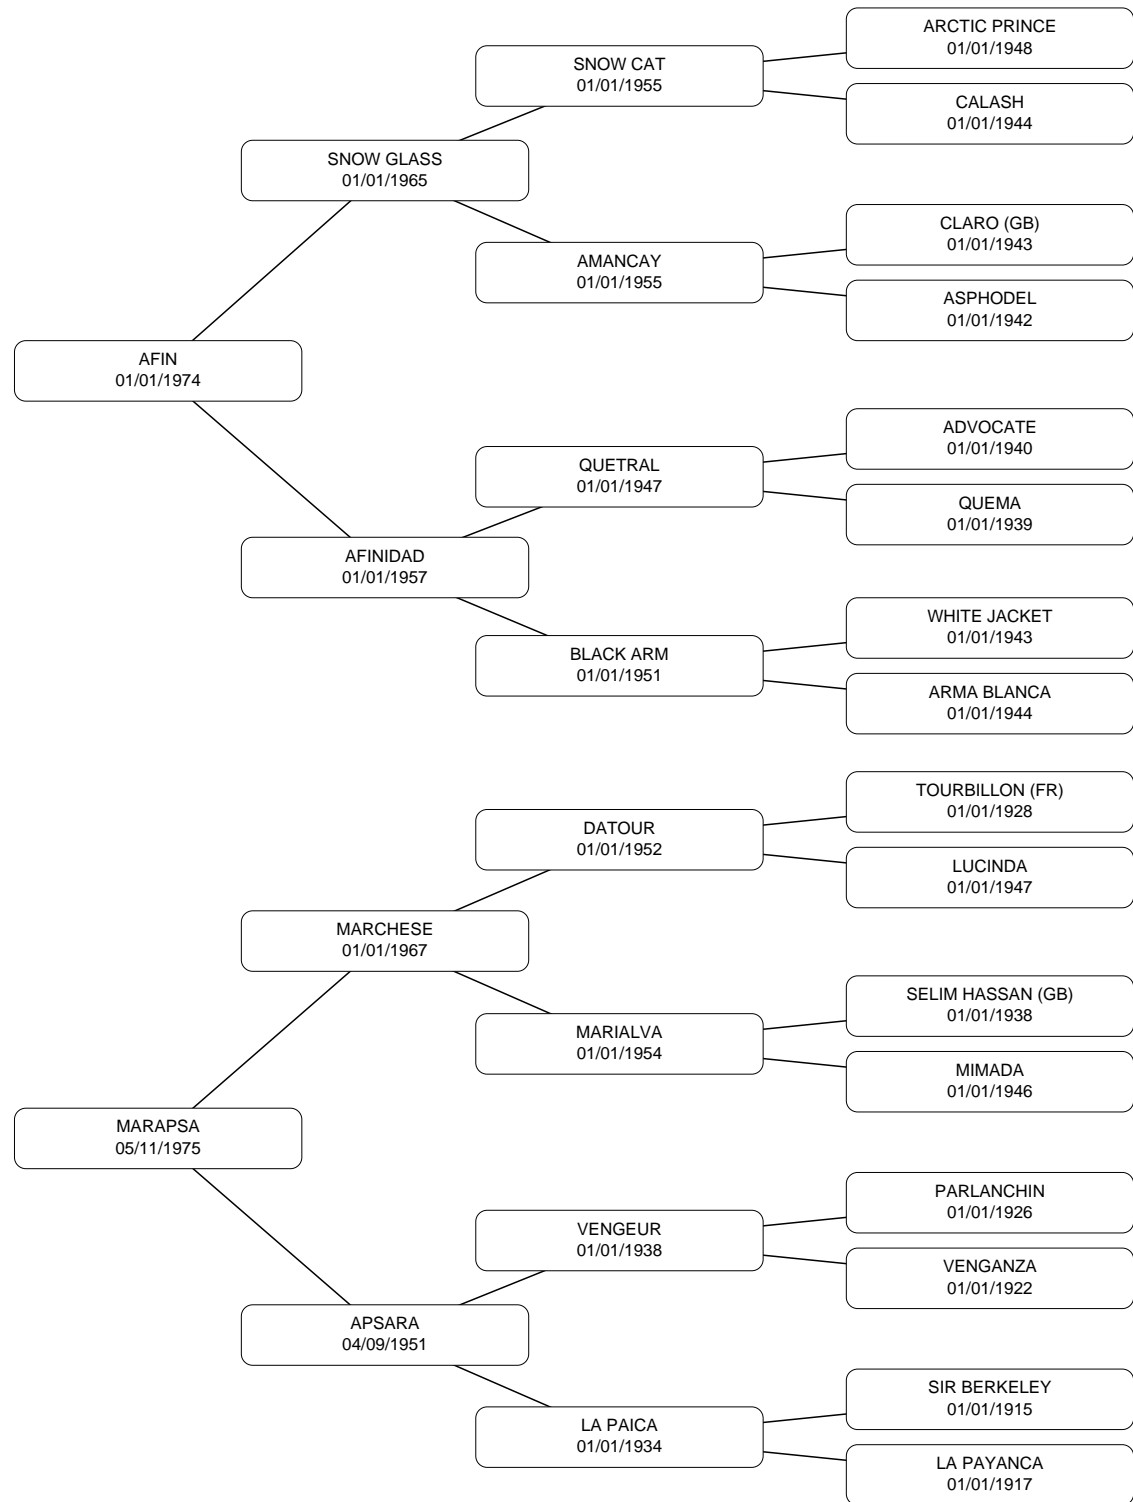 ARCTIC PRINCE
01/01/1948
SNOW CAT
01/01/1955
CALASH
01/01/1944
SNOW GLASS
01/01/1965
CLARO (GB)
01/01/1943
AMANCAY
01/01/1955
ASPHODEL
01/01/1942
AFIN
01/01/1974
ADVOCATE
01/01/1940
QUETRAL
01/01/1947
QUEMA
01/01/1939
AFINIDAD
01/01/1957
WHITE JACKET
01/01/1943
BLACK ARM
01/01/1951
ARMA BLANCA
01/01/1944
TOURBILLON (FR)
01/01/1928
DATOUR
01/01/1952
LUCINDA
01/01/1947
MARCHESE
01/01/1967
SELIM HASSAN (GB)
01/01/1938
MARIALVA
01/01/1954
MIMADA
01/01/1946
MARAPSA
05/11/1975
PARLANCHIN
01/01/1926
VENGEUR
01/01/1938
VENGANZA
01/01/1922
APSARA
04/09/1951
SIR BERKELEY
01/01/1915
LA PAICA
01/01/1934
LA PAYANCA
01/01/1917